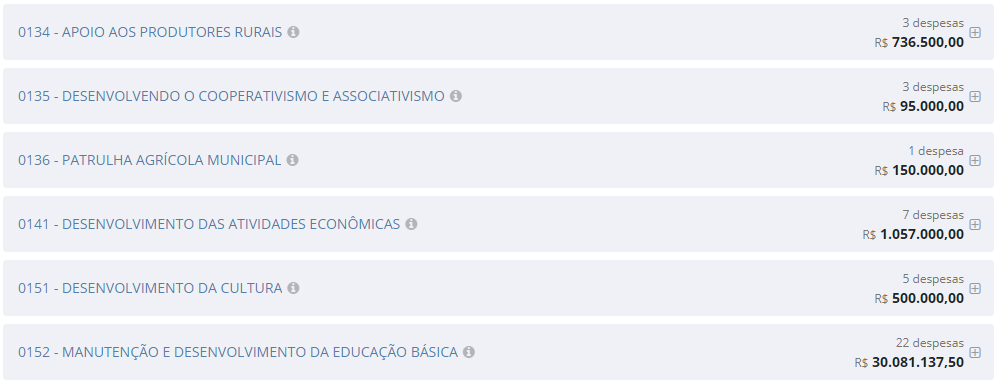 0134 - APOIO AOS PRODUTORES RURAIS
3 despesas
R$ 736.500,00
0135 - DESENVOLVENDO O COOPERATIVISMO E ASSOCIATIVISMO
3 despesas
R$ 95.000,00
0136 - PATRULHA AGRÍCOLA MUNICIPAL
1 despesa
R$ 150.000,00
0141 - DESENVOLVIMENTO DAS ATIVIDADES ECONÔMICAS
7 despesas
R$ 1.057.000,00
0151 - DESENVOLVIMENTO DA CULTURA
5 despesas
R$ 500.000,00
0152 - MANUTENÇÃO E DESENVOLVIMENTO DA EDUCAÇÃO BÁSICA
22 despesas
R$ 30.081.137,50